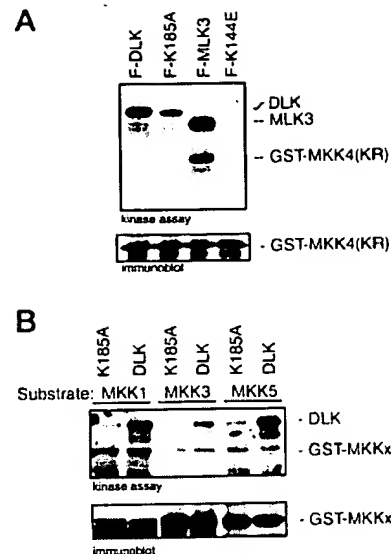 A
F-DLK
F-K185A
F-MLK3
F-K144E
DLK
MLK3
GST-MKK4(KR)
kinase assay
GST-MKK4(KR)
immunoblot
B
K185A
DLK
K185A
DLK
K185A
DLK
Substrate: MKK1 MKK3 MKK5
DLK
GST-MKKx
kinase assay
GST-MKKx
immunoblot